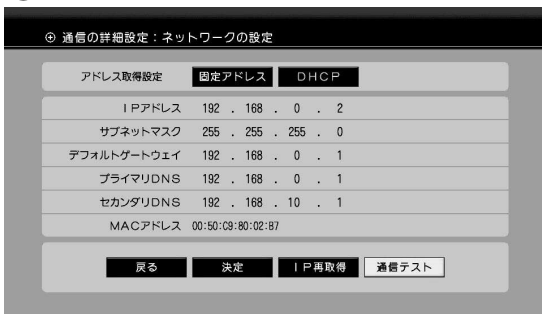 ⊕ 通信の詳細設定：ネットワークの設定
アドレス取得設定 固定アドレス DHCP
IPアドレス 192 . 168 . 0 . 2
サブネットマスク 255 . 255 . 255 . 0
デフォルトゲートウェイ 192 . 168 . 0 . 1
プライマリDNS 192 . 168 . 0 . 1
セカンダリDNS 192 . 168 . 10 . 1
MACアドレス 00:50:C9:80:02:B7
戻る 決定 IP再取得 通信テスト